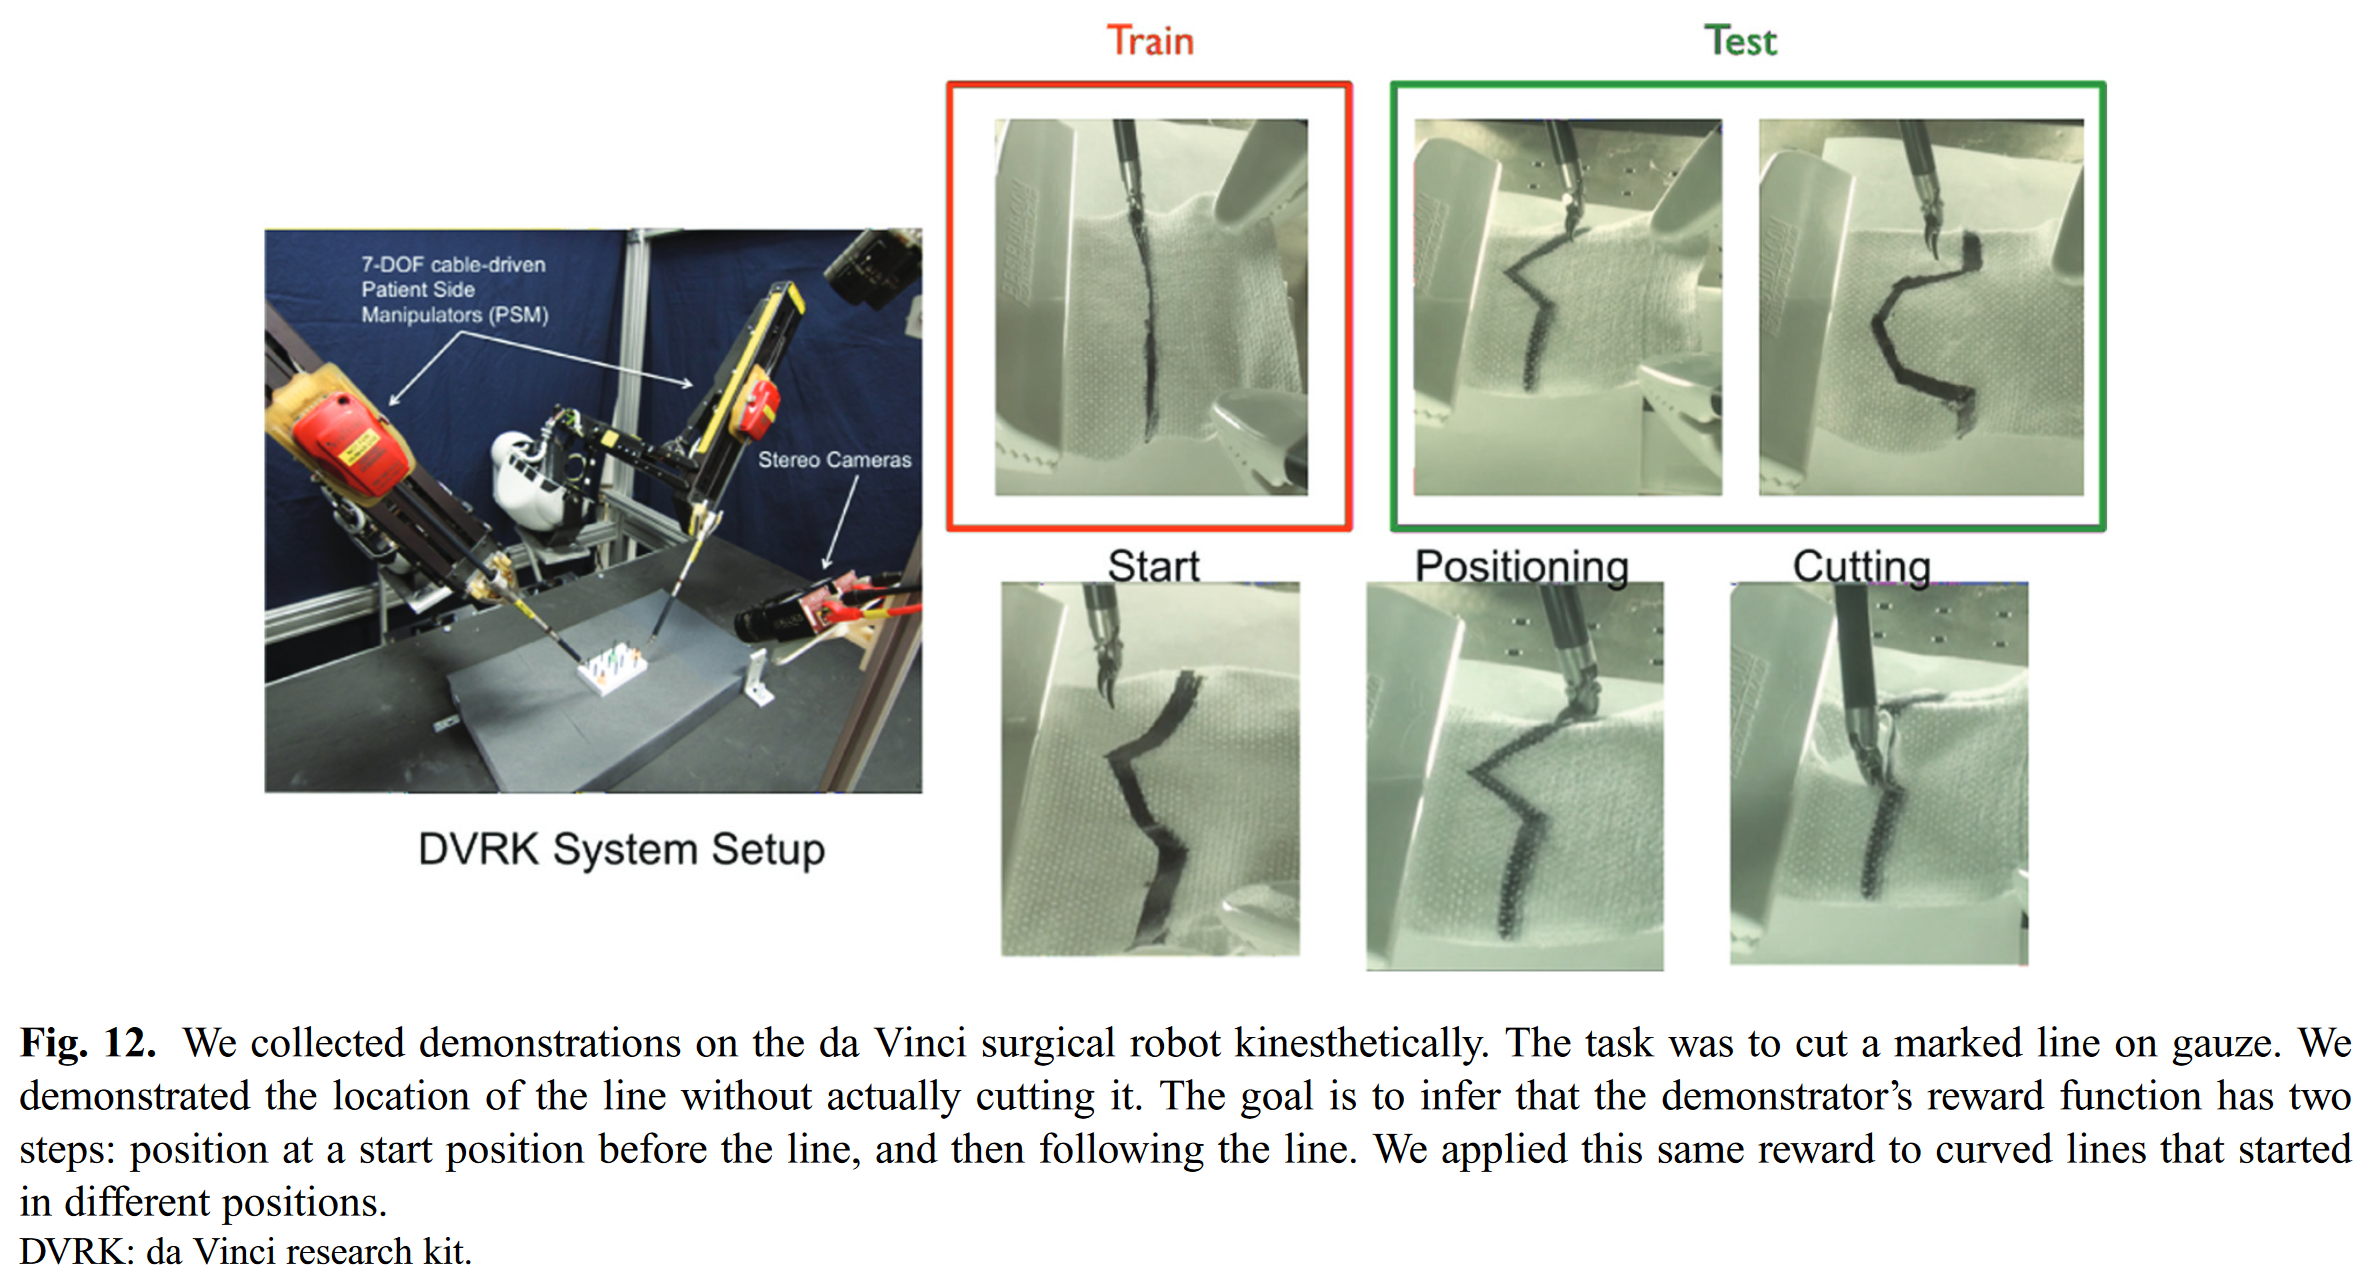 Train
Test
7-DOF cable-driven
Patient Side
Manipulators (PSM)
Stereo Cameras
DVRK System Setup
Start
Positioning
Cutting
Fig. 12. We collected demonstrations on the da Vinci surgical robot kinesthetically. The task was to cut a marked line on gauze. We
demonstrated the location of the line without actually cutting it. The goal is to infer that the demonstrator’s reward function has two
steps: position at a start position before the line, and then following the line. We applied this same reward to curved lines that started
in different positions.
DVRK: da Vinci research kit.